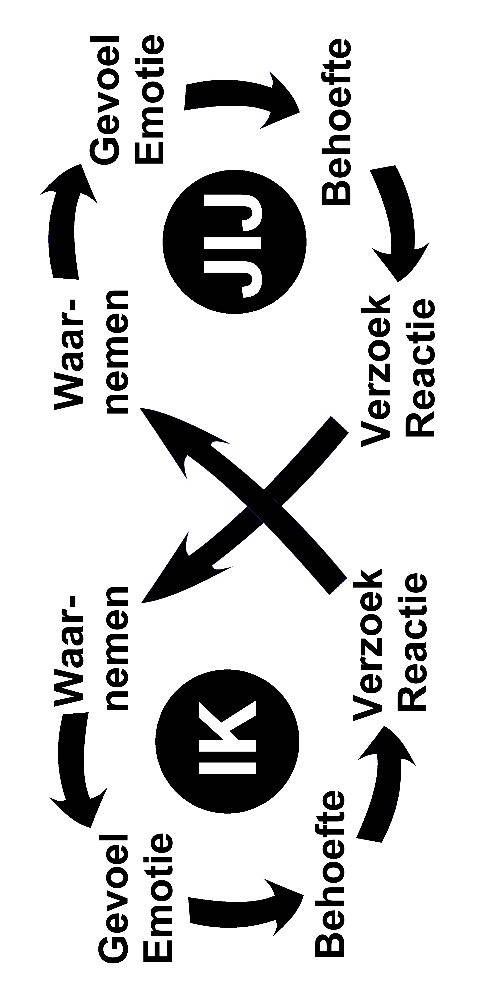 Waar-
nemen
Gevoel
Emotie
IK
Behoefte
Verzoek
Reactie
Waar-
nemen
Gevoel
Emotie
JIJ
Behoefte
Verzoek
Reactie